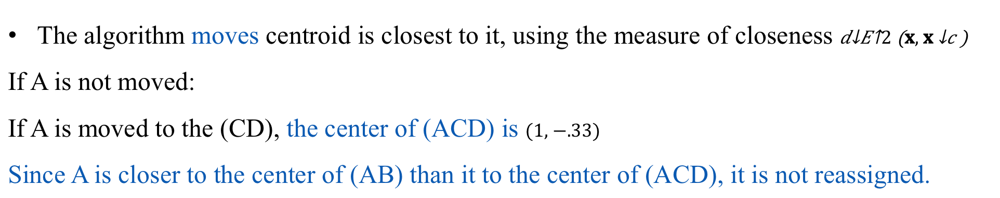 • The algorithm moves centroid is closest to it, using the measure of closeness d↓E↑2 (x, x ↓c )
If A is not moved:
If A is moved to the (CD), the center of (ACD) is (1, −.33)
Since A is closer to the center of (AB) than it to the center of (ACD), it is not reassigned.